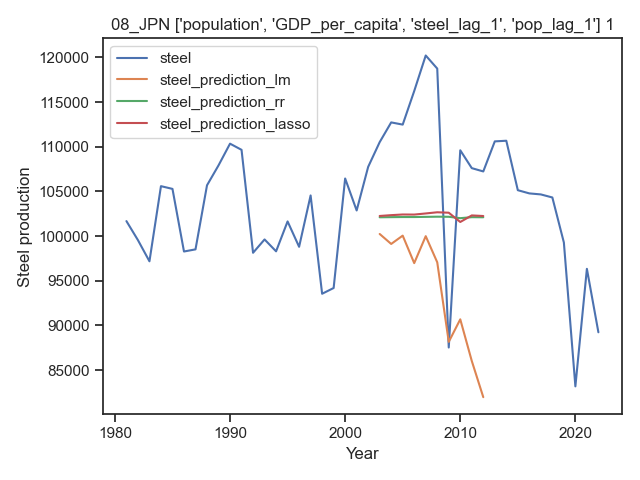 08_JPN ['population', 'GDP_per_capita', 'steel_lag_1', 'pop_lag_1'] 1
steel
steel_prediction_lm
steel_prediction_rr
steel_prediction_lasso
Steel production
120000
115000
110000
105000
100000
95000
90000
85000
1980
1990
2000
2010
2020
Year